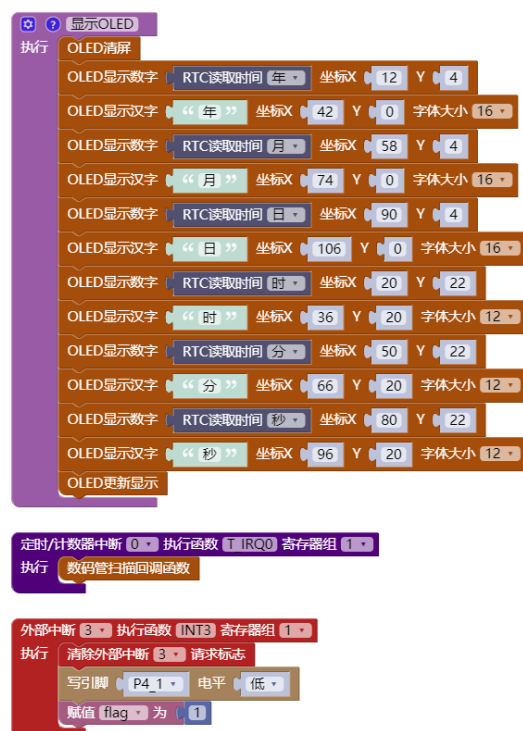 显示OLED
执行 OLED清屏
OLED显示数字 RTC读取时间 年 坐标X 12 Y 4
OLED显示汉字 “ 年 ” 坐标X 42 Y 0 字体大小 16
OLED显示数字 RTC读取时间 月 坐标X 58 Y 4
OLED显示汉字 “ 月 ” 坐标X 74 Y 0 字体大小 16
OLED显示数字 RTC读取时间 日 坐标X 90 Y 4
OLED显示汉字 “ 日 ” 坐标X 106 Y 0 字体大小 16
OLED显示数字 RTC读取时间 时 坐标X 20 Y 22
OLED显示汉字 “ 时 ” 坐标X 36 Y 20 字体大小 12
OLED显示数字 RTC读取时间 分 坐标X 50 Y 22
OLED显示汉字 “ 分 ” 坐标X 66 Y 20 字体大小 12
OLED显示数字 RTC读取时间 秒 坐标X 80 Y 22
OLED显示汉字 “ 秒 ” 坐标X 96 Y 20 字体大小 12
OLED更新显示
定时/计数器中断 0 执行函数 T_IRQ0 寄存器组 1
执行 数码管扫描回调函数
外部中断 3 执行函数 INT3 寄存器组 1
执行 清除外部中断 3 请求标志
写引脚 P4_1 电平 低
赋值 flag 为 1